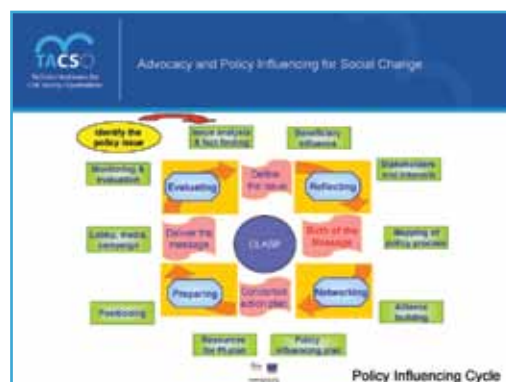 TACSO
Technical Assistance for
Civil Society Organisations
Advocacy and Policy Influencing for Social Change
Identify the
policy issue
Issue analysis
& fact finding
Beneficiary
influence
Monitoring &
evaluation
Evaluating
Define
the issue
Reflecting
Stakeholders
and interests
Lobby, media,
campaign
Deliver the
message
CLASP
Birth of the
Message
Mapping of
policy process
Positioning
Preparing
Concerted
action plan
Networking
Alliance
building
Resources
for PI plan
Policy
influencing plan
Policy Influencing Cycle